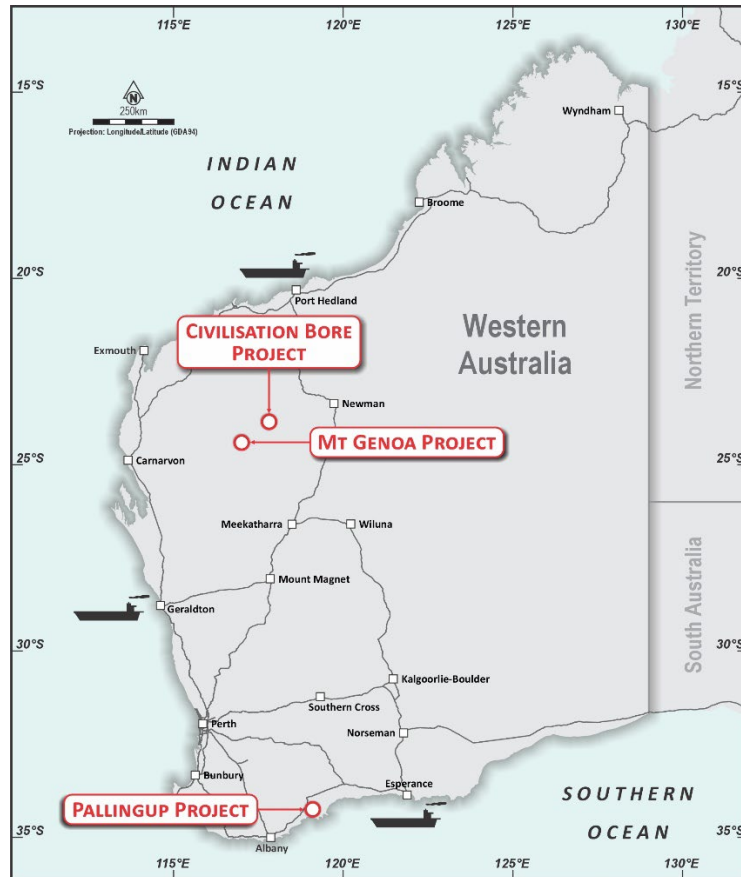 115°E
120°E
125°E
130°E
15°S
15°S
N
250km
Projection: Longitude/Latitude (GDA94)
Wyndham
INDIAN
OCEAN
Broome
20°S
20°S
Port Hedland
CIVILISATION BORE
PROJECT
Western
Australia
Northern Territory
Exmouth
Newman
MT GENOA PROJECT
25°S
25°S
Carnarvon
Meekatharra
Wiluna
Mount Magnet
Geraldton
South Australia
30°S
30°S
Kalgoorlie-Boulder
Southern Cross
Perth
Norseman
Bunbury
Esperance
PALLINGUP PROJECT
SOUTHERN
OCEAN
35°S
35°S
Albany
115°E
120°E
125°E
130°E